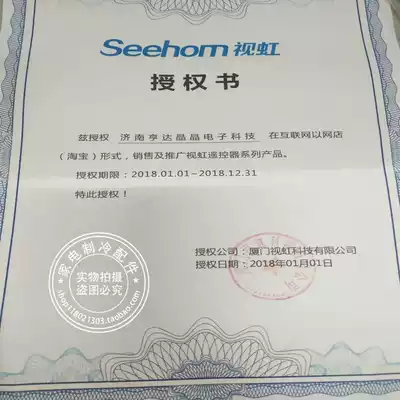 Seehom 视虹
授权书
兹授权 济南亨达晶晶电子科技 在互联网以网店
（淘宝）形式，销售及推广视虹遥控器系列产品。
授权期限：2018.01.01-2018.12.31
特此授权！
授权公司：厦门视虹科技有限公司
授权日期：2018年01月01日
家电制冷配件
实物拍摄
盗图必究
shop118021303.taobao.com